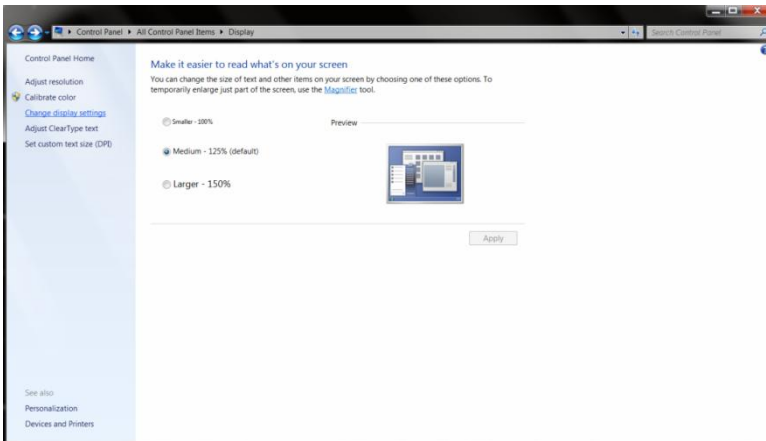 Control Panel ▸ All Control Panel Items ▸ Display
Search Control Panel
Control Panel Home
Adjust resolution
Calibrate color
Change display settings
Adjust ClearType text
Set custom text size (DPI)
See also
Personalization
Devices and Printers
Make it easier to read what's on your screen
You can change the size of text and other items on your screen by choosing one of these options. To
temporarily enlarge just part of the screen, use the Magnifier tool.
Smaller - 100%
Preview
Medium - 125% (default)
Larger - 150%
Apply